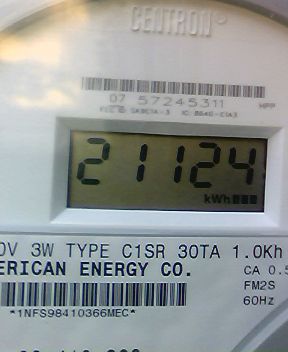 CENTRON®
07 57245311 HPP
21124
kWh
0V 3W TYPE C1SR 30TA 1.0Kh
ERICAN ENERGY CO. CA 0.5
FM2S
60Hz
*1NFS98410366MEC*